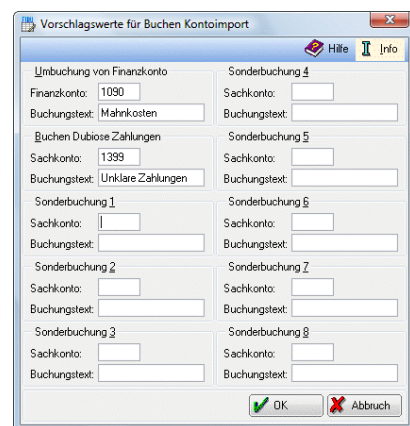 Vorschlagswerte für Buchen Kontoimport
Hilfe Info
Umbuchung von Finanzkonto
Finanzkonto: 1090
Buchungstext: Mahnkosten
Buchen Dubiose Zahlungen
Sachkonto: 1399
Buchungstext: Unklare Zahlungen
Sonderbuchung 1
Sachkonto:
Buchungstext:
Sonderbuchung 2
Sachkonto:
Buchungstext:
Sonderbuchung 3
Sachkonto:
Buchungstext:
Sonderbuchung 4
Sachkonto:
Buchungstext:
Sonderbuchung 5
Sachkonto:
Buchungstext:
Sonderbuchung 6
Sachkonto:
Buchungstext:
Sonderbuchung 7
Sachkonto:
Buchungstext:
Sonderbuchung 8
Sachkonto:
Buchungstext:
OK Abbruch